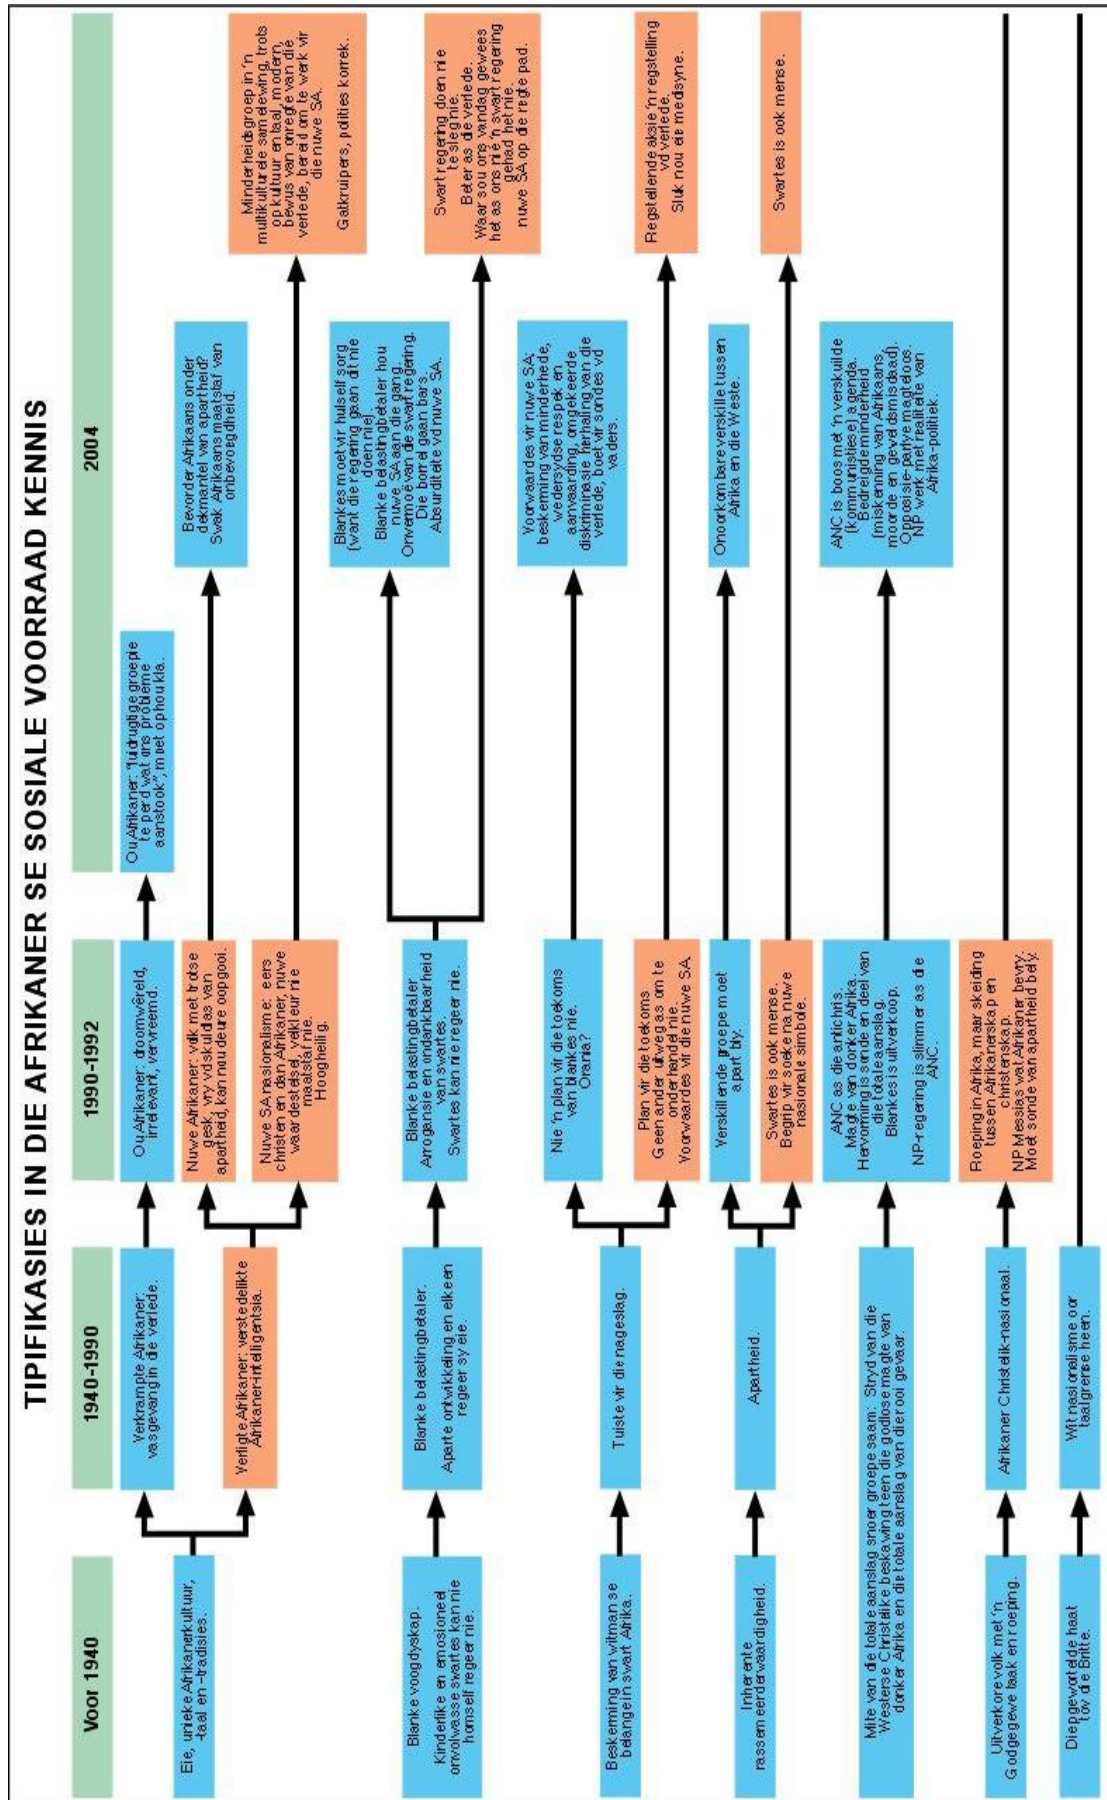 TIPIFIKASIES IN DIE AFRIKANER SE SOSIALE VOORRAAD KENNIS
Voor 1940
1940-1990
1990-1992
2004
Eie, unieke Afrikanerkultuur,
-taal en –tradisies.
Verkrampte Afrikaner:
vasgevang in die verlede.
Ou Afrikaner: droomwêreld,
irrelevant, vervreemd.
Ou Afrikaner: "luidrugtige groepie
te perd wat ons probleme
aanstook", moet ophou kla.
Verligte Afrikaner: verstedelikte
Afrikaner-intelligentsia.
Nuwe Afrikaner: volk met trotse
gesk, vry vd skuldlas van
apartheid, kan nou deure oopgooi.
Bevorder Afrikaans onder
dekmantel van apartheid?
Swak Afrikaans maatstaf van
onbevoegdheid.
Nuwe SA nasionalisme: eers
christen en dan Afrikaner, nuwe
waardestelsel, velkleur nie
maatstaf nie.
Hoogheilig.
Minderheidsgroep in 'n
multikulturele samelewing, trots
op kultuur en taal, modern,
bewus van onregte van die
verlede, bereid om te werk vir
die nuwe SA.
Gatkruipers, polities korrek.
Blanke voogdyskap.
Kinderlike en emosioneel
onvolwasse swartes kan nie
homself regeer nie.
Blanke belastingbetaler.
Aparte ontwikkeling en elkeen
regeer sy eie.
Blanke belastingbetaler
Arrogansie en ondankbaarheid
van swartes.
Swartes kan nie regeer nie.
Blankes moet vir hulself sorg
(want die regering gaan dit nie
doen nie).
Blanke belastingbetaler hou
nuwe SA aan die gang.
Onvermoë van die swart regering.
Die borrel gaan bars.
Absurditeite vd nuwe SA.
Swart regering doen nie
te sleg nie.
Beter as die verlede.
Waar sou ons vandag gewees
het as ons nie 'n swart regering
gehad het nie.
nuwe SA op die regte pad.
Beskerming van witman se
belange in swart Afrika.
Tuiste vir die nageslag.
Nie 'n plan vir die toekoms
van blankes nie.
Orania?
Voorwaardes vir nuwe SA:
beskerming van minderhede,
wedersydse respek en
aanvaarding, omgekeerde
diskriminasie herhaling van die
verlede, boet vir sondes vd
vaders.
Plan vir die toekoms
Geen ander uitweg as om te
onderhandel nie.
Voorwaardes vir die nuwe SA.
Regstellende aksie 'n regstelling
vd verlede.
Sluk nou eie medisyne.
Inherente
rassemeerderwaardigheid.
Apartheid.
Verskillende groepe moet
apart bly.
Onoorkombare verskille tussen
Afrika en die Weste.
Swartes is ook mense.
Begrip vir soeke na nuwe
nasionale simbole.
Swartes is ook mense.
Mite van die totale aanslag snoer groepe saam: Stryd van die
Westerse Christelike beskawing teen die goddlose magte van
donker Afrika en die totale aanslag van die rooi gevaar.
ANC as die antichris.
Magte van donker Afrika.
Hervorming is sonde en deel van
die totale aanslag.
Blankes is uitverkoop.
NP-regering is slimmer as die
ANC.
ANC is boos met 'n verskuilde
(kommunistiese) agenda.
Bedreigde minderheid
(miskenning van Afrikaans,
moorde en geweldsmisdaad).
Opposisie-partye magteloos.
NP werk met realiteite van
Afrika-politiek.
Uitverkore volk met 'n
Godgegewe taak en roeping.
Afrikaner Christelik-nasionaal.
Roeping in Afrika, maar skeiding
tussen Afrikanerskap en
christenskap.
NP Messias wat Afrikaner bevry.
Moet sonde van apartheid bely.
Diepgewortelde haat
tov die Britte.
Wit nasionalisme oor
taalgrense heen.